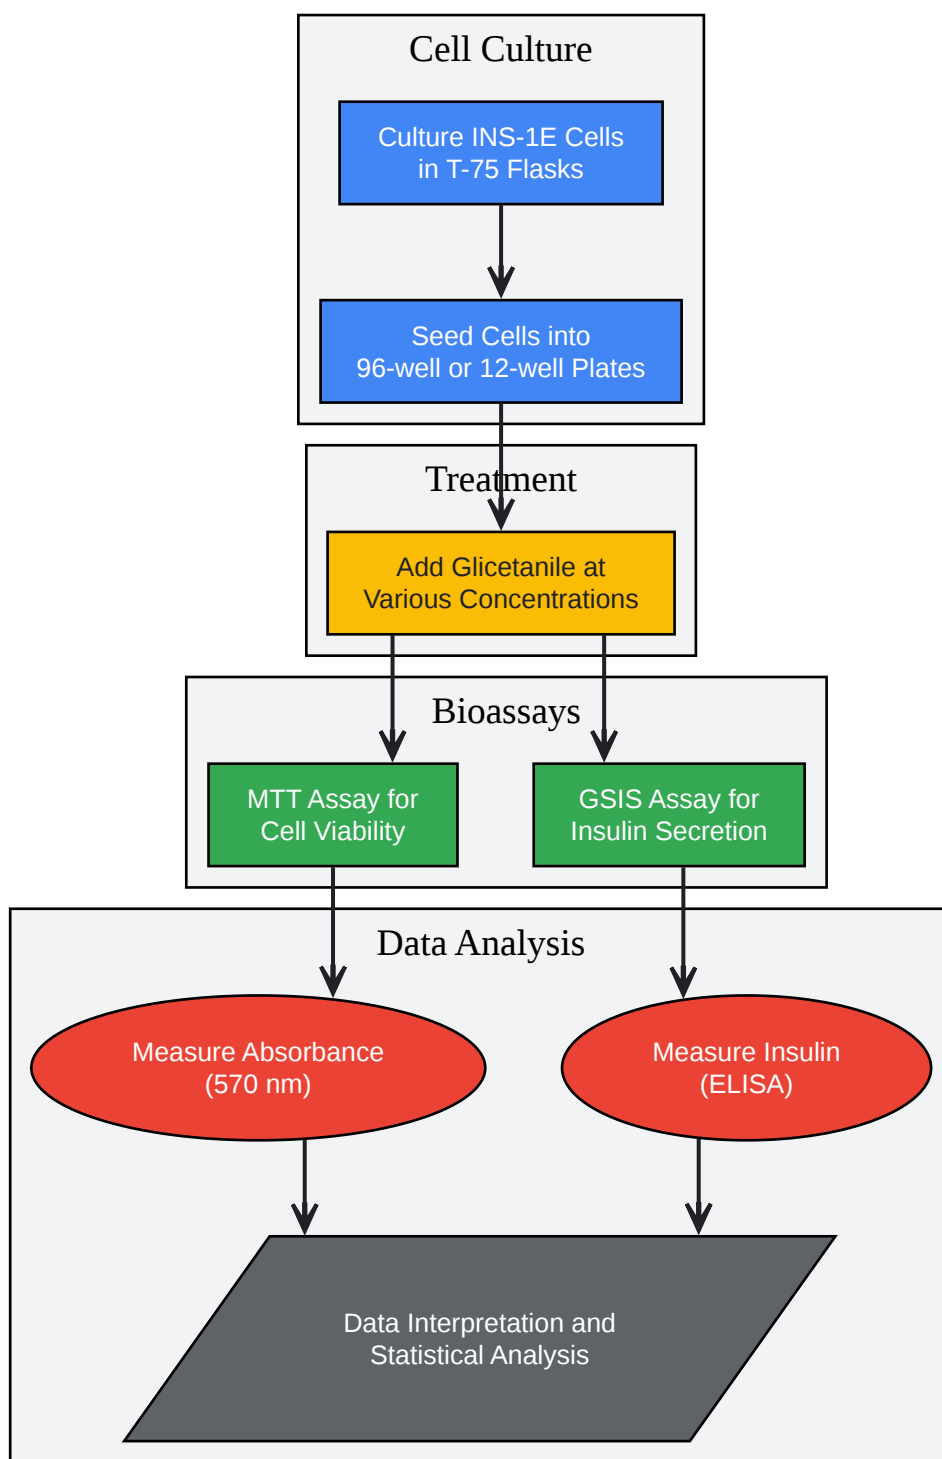 Cell Culture
Culture INS-1E Cells
in T-75 Flasks
Seed Cells into
96-well or 12-well Plates
Treatment
Add Glicetanile at
Various Concentrations
Bioassays
MTT Assay for
Cell Viability
GSIS Assay for
Insulin Secretion
Data Analysis
Measure Absorbance
(570 nm)
Measure Insulin
(ELISA)
Data Interpretation and
Statistical Analysis